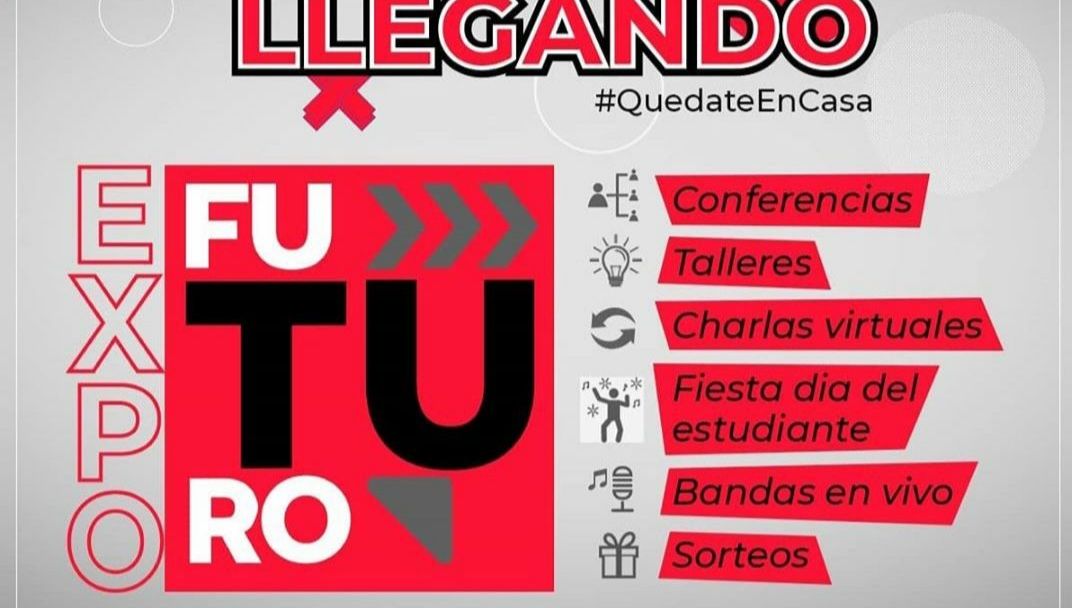 LLEGANDO
#QuedateEnCasa
EXPO
FU
TU
RO
Conferencias
Talleres
Charlas virtuales
Fiesta dia del
estudiante
Bandas en vivo
Sorteos